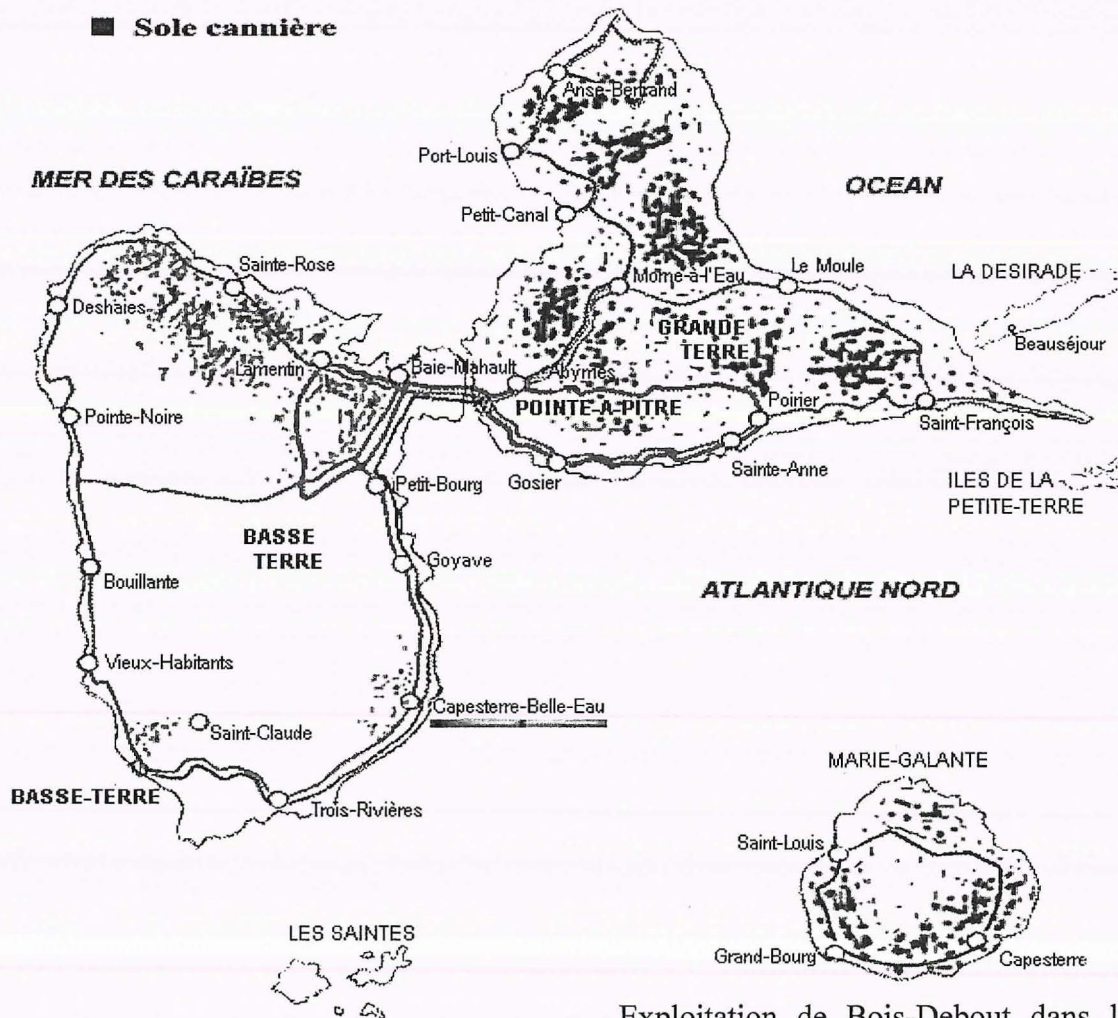 Sole cannière
Anse-Bertrand
Port-Louis
MER DES CARAÏBES
OCEAN
Petit-Canal
Sainte-Rose
Morne-à-l'Eau
Le Moule
LA DESIRADE
Deshaies
GRANDE
TERRE
Beauséjour
Lamentin
Baie-Mahault
Abymes
Pointe-Noire
POINTE-A-PITRE
Poirier
Saint-François
Gosier
Sainte-Anne
Petit-Bourg
ILES DE LA
PETITE-TERRE
BASSE
TERRE
Goyave
Bouillante
ATLANTIQUE NORD
Vieux-Habitants
Capesterre-Belle-Eau
Saint-Claude
MARIE-GALANTE
BASSE-TERRE
Trois-Rivières
Saint-Louis
LES SAINTES
Grand-Bourg
Capesterre
Exploitation de Bois-Debout dans